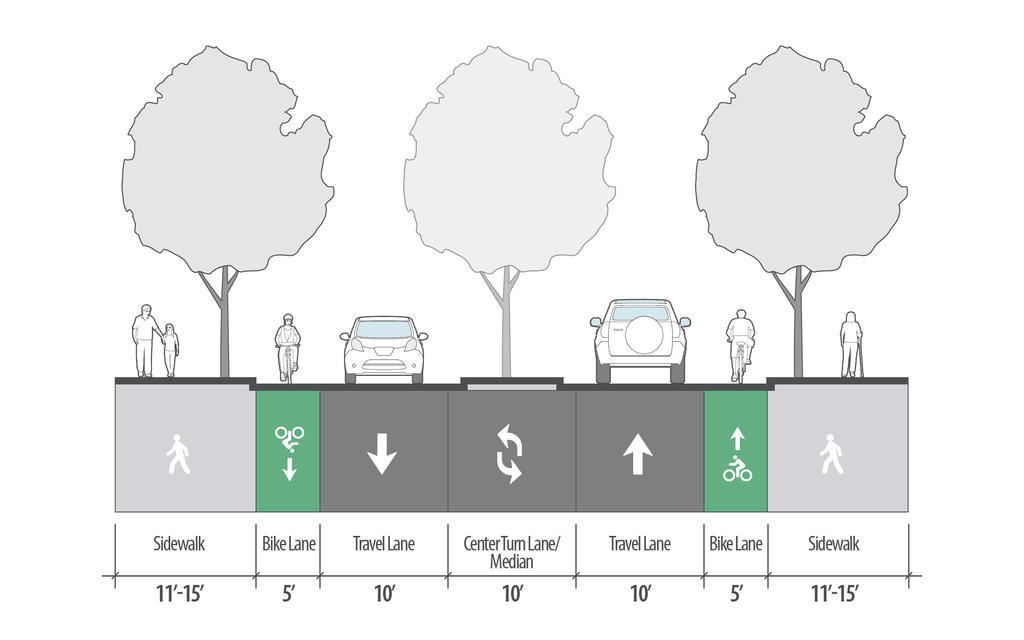 Sidewalk
Bike Lane
Travel Lane
Center Turn Lane/
Median
Travel Lane
Bike Lane
Sidewalk
11’-15’
5’
10’
10’
10’
5’
11’-15’